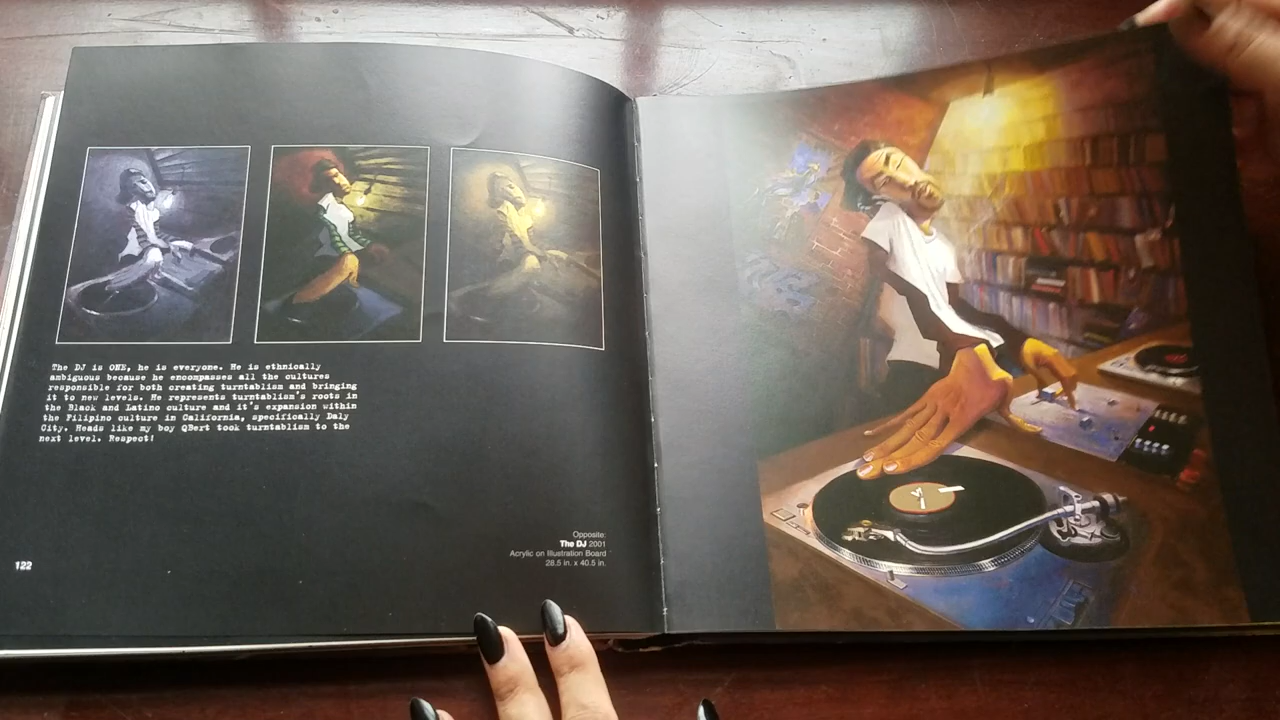 The DJ is ONE, he is everyone. He is ethnically
ambiguous because he encompasses all the cultures
responsible for both creating turntablism and bringing
it to new levels. He represents turntablism's roots in
the Black and Latino culture and it's expansion within
the Filipino culture in California, specifically Daly
City. Heads like my boy QBert took turntablism to the
next level. Respect!
Opposite:
The DJ 2001
Acrylic on Illustration Board
28.5 in. x 40.5 in.
122